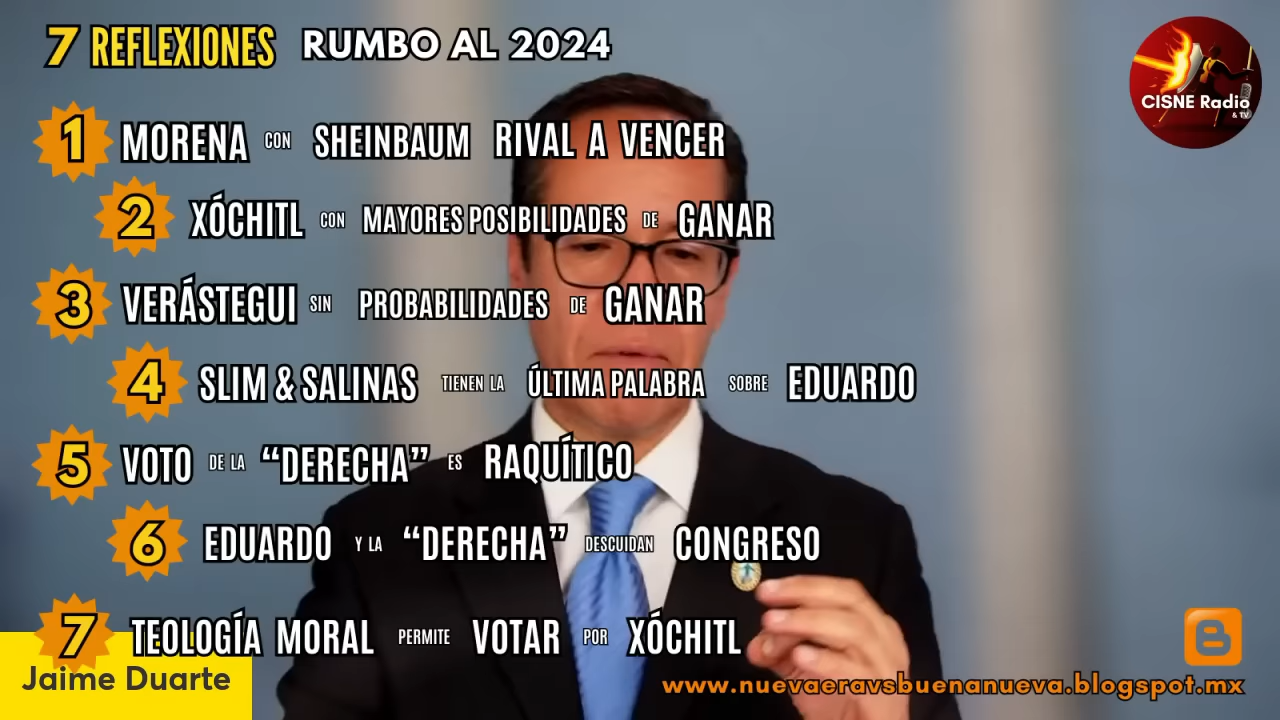 7 REFLEXIONES RUMBO AL 2024
CISNE Radio
& TV
1 MORENA CON SHEINBAUM RIVAL A VENCER
2 XÓCHITL CON MAYORES POSIBILIDADES DE GANAR
3 VERÁSTEGUI SIN PROBABILIDADES DE GANAR
4 SLIM & SALINAS TIENEN LA ÚLTIMA PALABRA SOBRE EDUARDO
5 VOTO DE LA “DERECHA” ES RAQUÍTICO
6 EDUARDO Y LA “DERECHA” DESCUIDAN CONGRESO
7 TEOLOGÍA MORAL PERMITE VOTAR POR XÓCHITL
Jaime Duarte
www.nuevaeravsbuenanueva.blogspot.mx